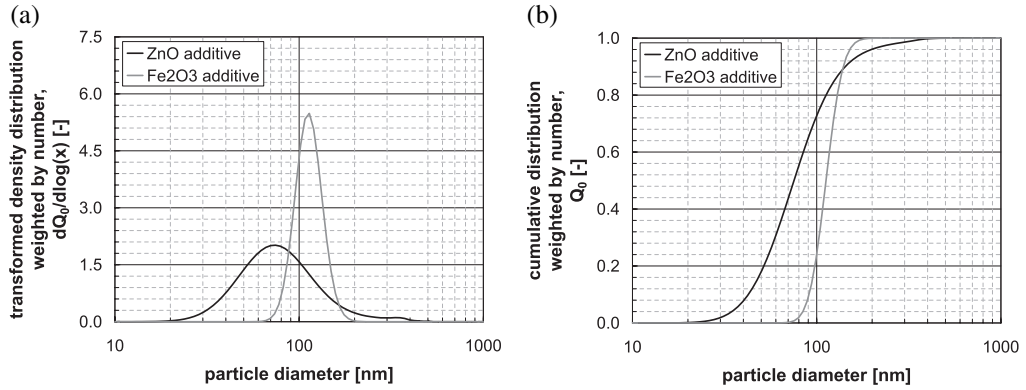 (a)
transformed density distribution
weighted by number,
dQ0/dlog(x) [-]
7.5
6.0
4.5
3.0
1.5
0.0
ZnO additive
Fe2O3 additive
10
100
1000
particle diameter [nm]
(b)
cumulative distribution
weighted by number,
Q0 [-]
1.0
0.8
0.6
0.4
0.2
0.0
ZnO additive
Fe2O3 additive
10
100
1000
particle diameter [nm]